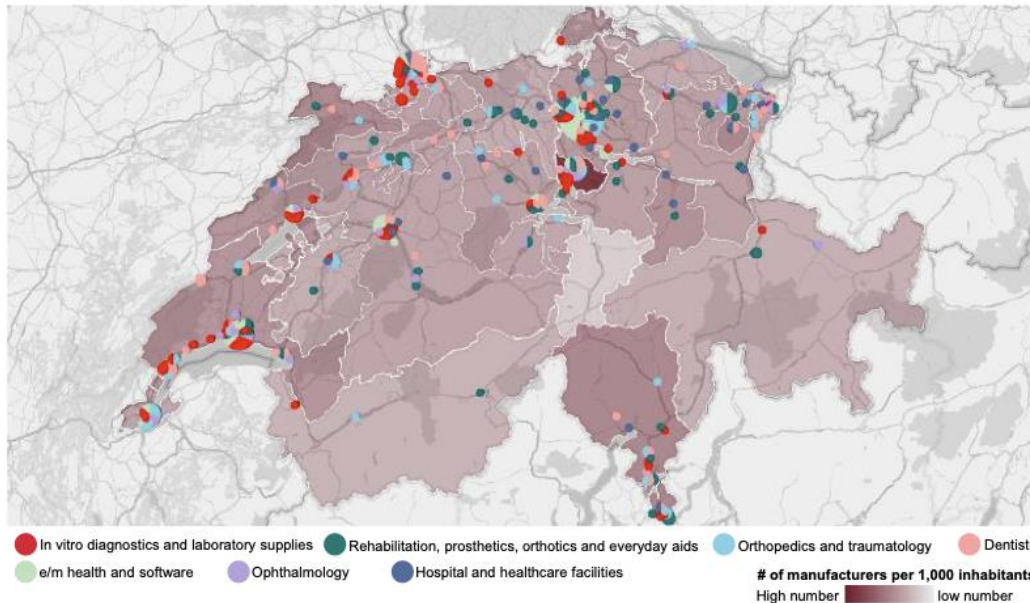 In vitro diagnostics and laboratory supplies Rehabilitation, prosthetics, orthotics and everyday aids Orthopedics and traumatology Dentist
e/m health and software Ophthalmology Hospital and healthcare facilities
# of manufacturers per 1,000 inhabitants
High number low number